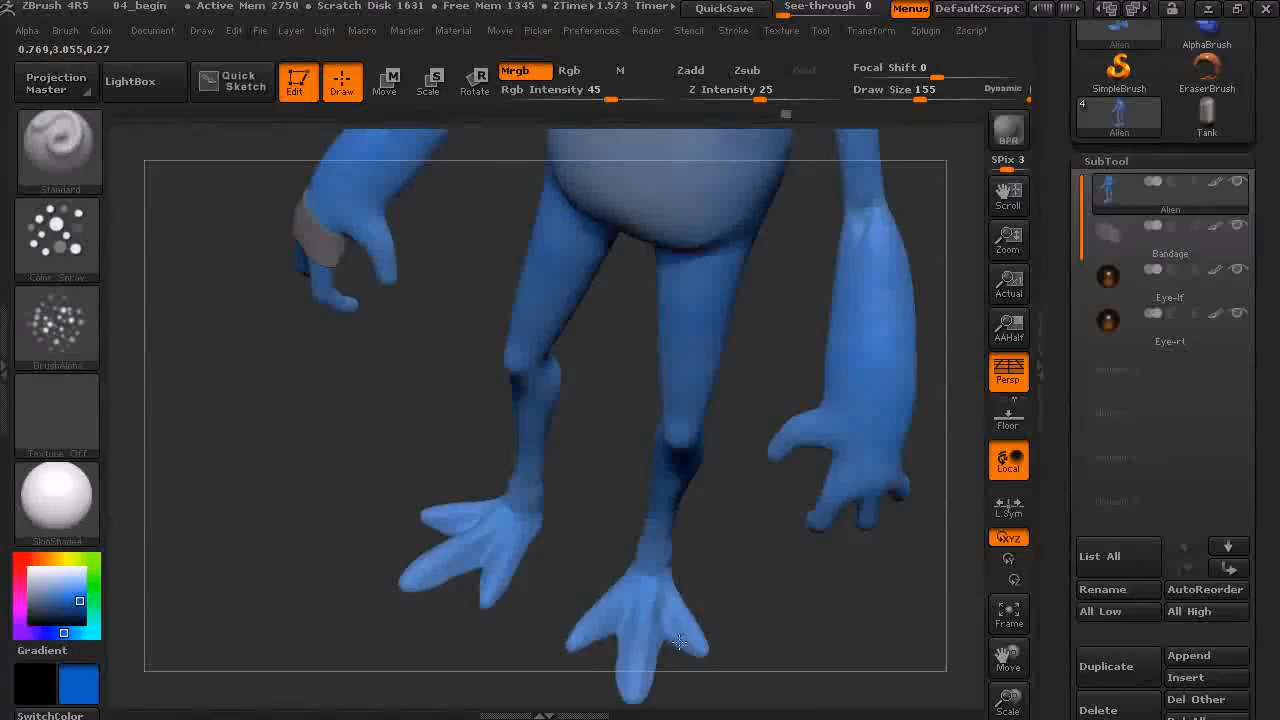 ZBrush 4R5 04_begin • Active Mem 2750 • Scratch Disk 1631 • Free Mem 1345 • ZTime▸1.573 Timer▸ QuickSave See-through 0 Menus DefaultZScript
Alpha Brush Color Document Draw Edit File Layer Light Macro Marker Material Movie Picker Preferences Render Stencil Stroke Texture Tool Transform Zplugin Zscript
0.769,3.055,0.27
Projection Master
LightBox
Quick Sketch
Edit
Draw
Move
Scale
Rotate
Mrgb Rgb M
Rgb Intensity 45
Zadd Zsub
Z Intensity 25
Focal Shift 0
Draw Size 155
Dynamic
Standard
Color Spray
BrushAlpha
Texture Off
SkinShade4
Gradient
SwitchColor
BPR
SPix 3
Scroll
Zoom
Actual
AAHalf
Persp
Floor
Local
L.Sym
XYZ
Frame
Move
Scale
Alien
AlphaBrush
SimpleBrush
EraserBrush
4
Alien
Tank
SubTool
Alien
Bandage
Eye-lf
Eye-rt
List All
Rename AutoReorder
All Low All High
Duplicate
Append
Insert
Delete
Del Other